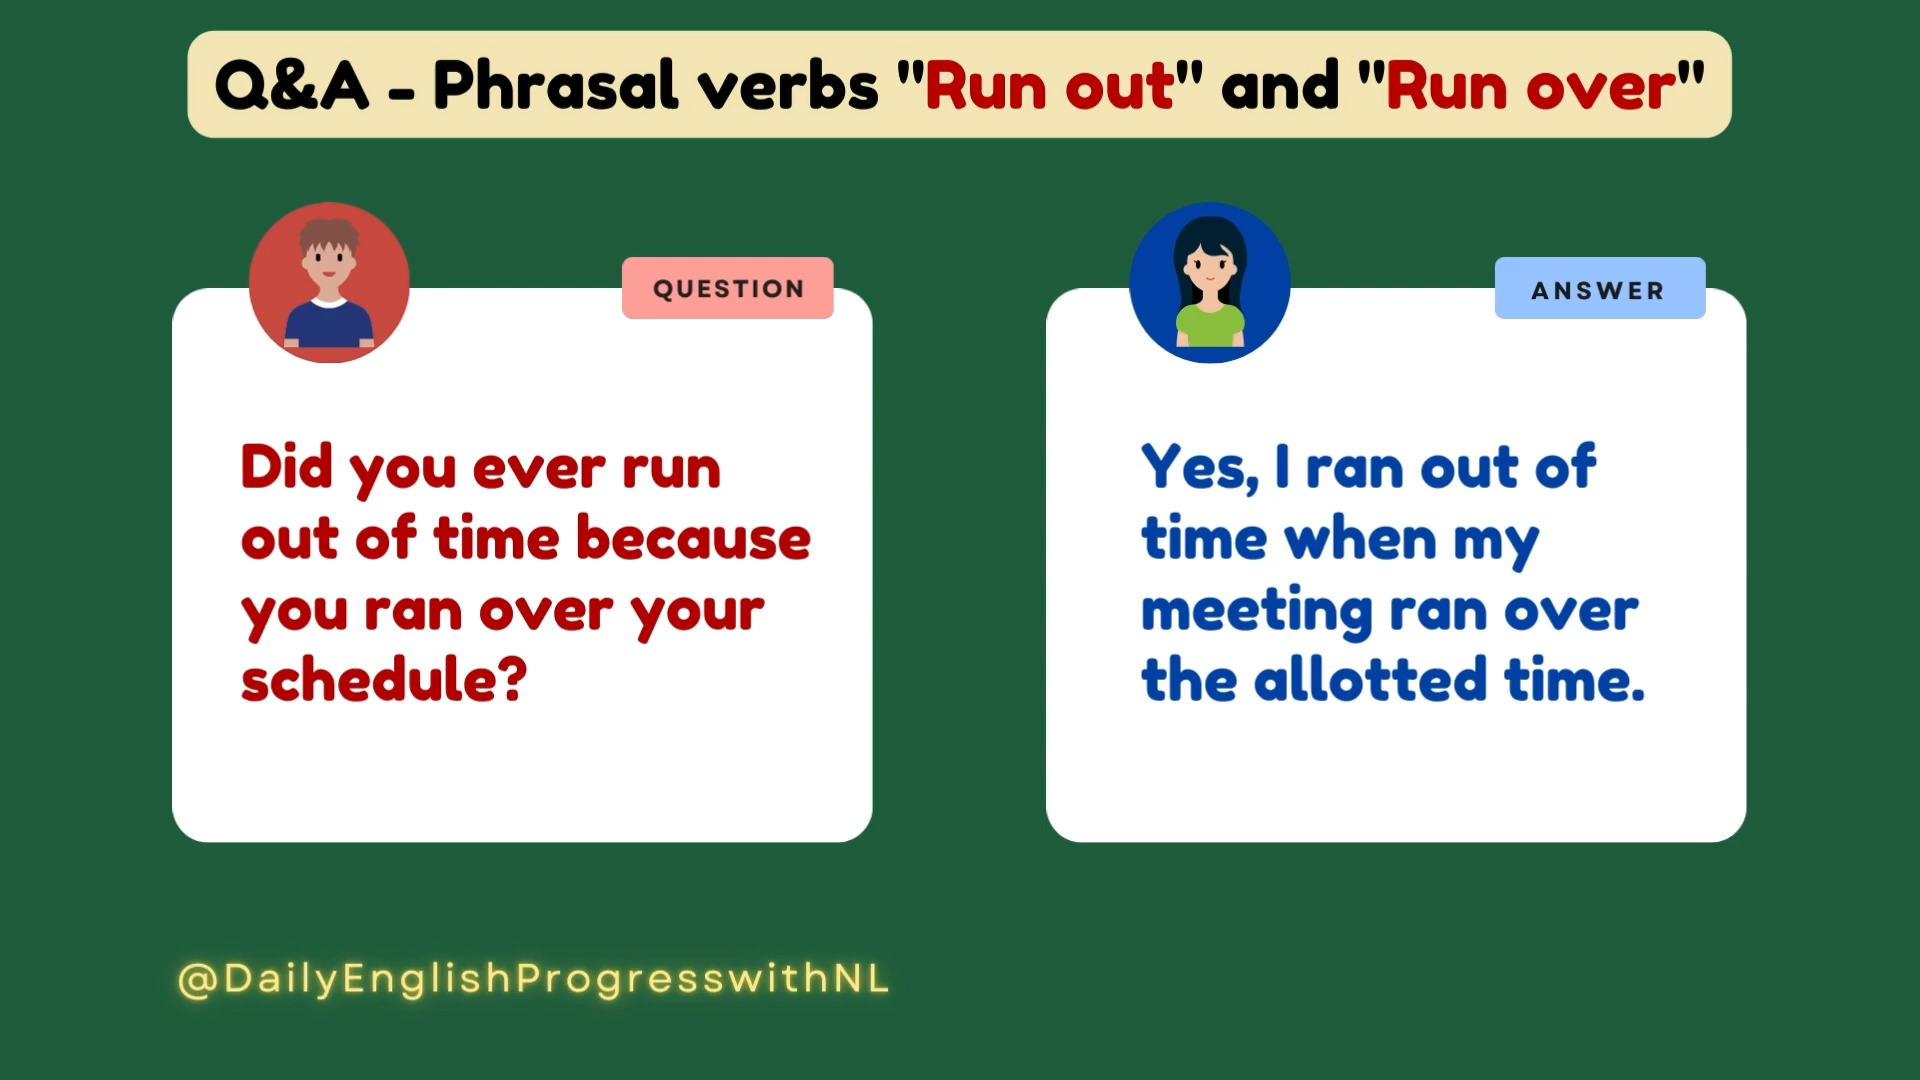 Q&A - Phrasal verbs "Run out" and "Run over"
QUESTION
Did you ever run
out of time because
you ran over your
schedule?
ANSWER
Yes, I ran out of
time when my
meeting ran over
the allotted time.
@DailyEnglishProgresswithNL